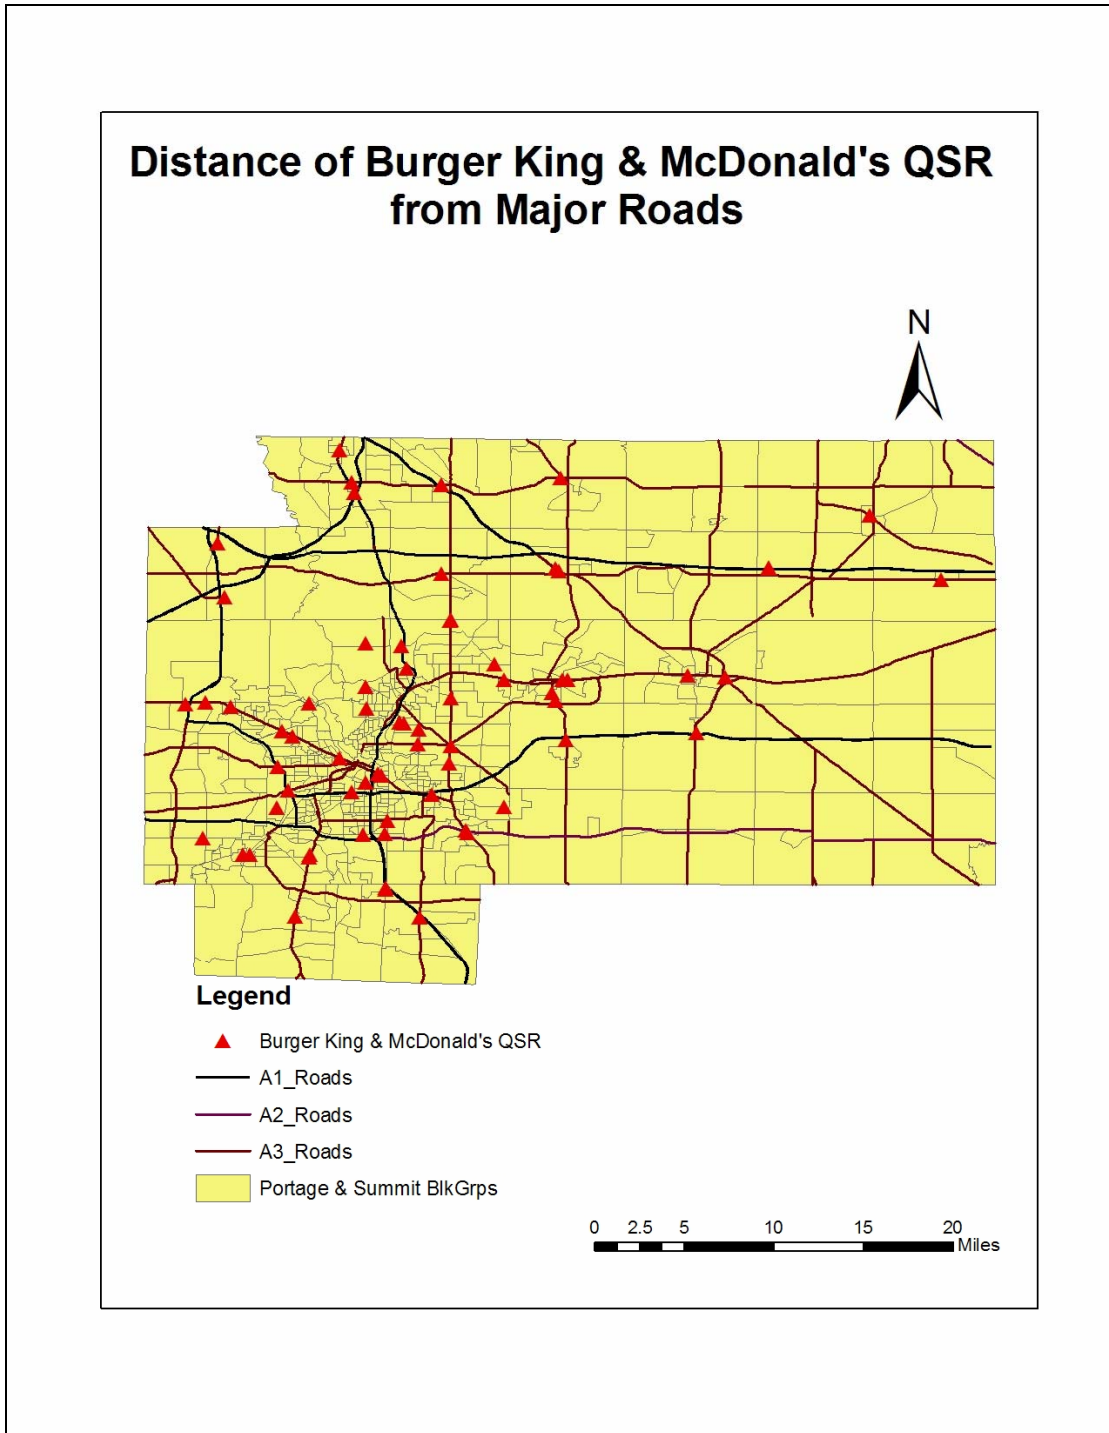 Distance of Burger King & McDonald's QSR
from Major Roads
N
Legend
Burger King & McDonald's QSR
A1_Roads
A2_Roads
A3_Roads
Portage & Summit BlkGrps
0 2.5 5 10 15 20
Miles